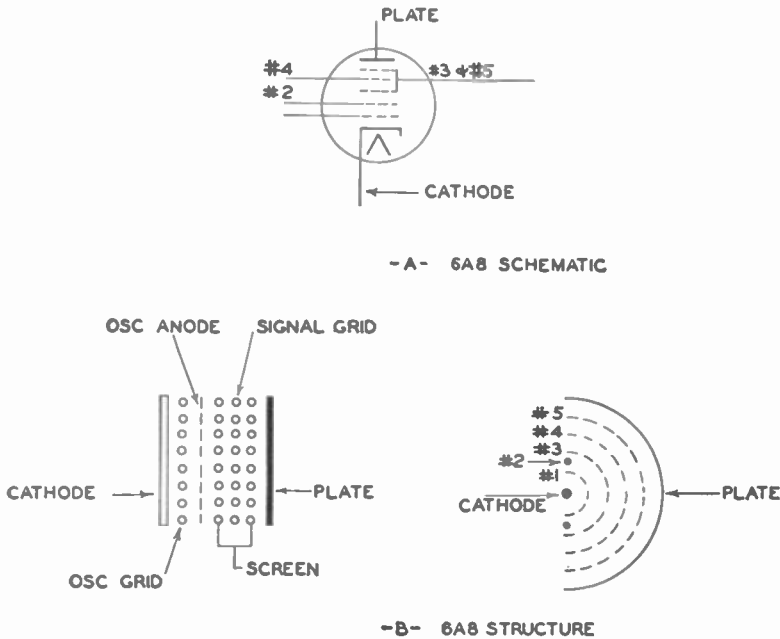 PLATE
#4
#3 & #5
#2
CATHODE
-A- 6A8 SCHEMATIC
OSC ANODE
SIGNAL GRID
CATHODE
PLATE
OSC GRID
SCREEN
#5
#4
#3
#2
#1
CATHODE
PLATE
-B- 6A8 STRUCTURE